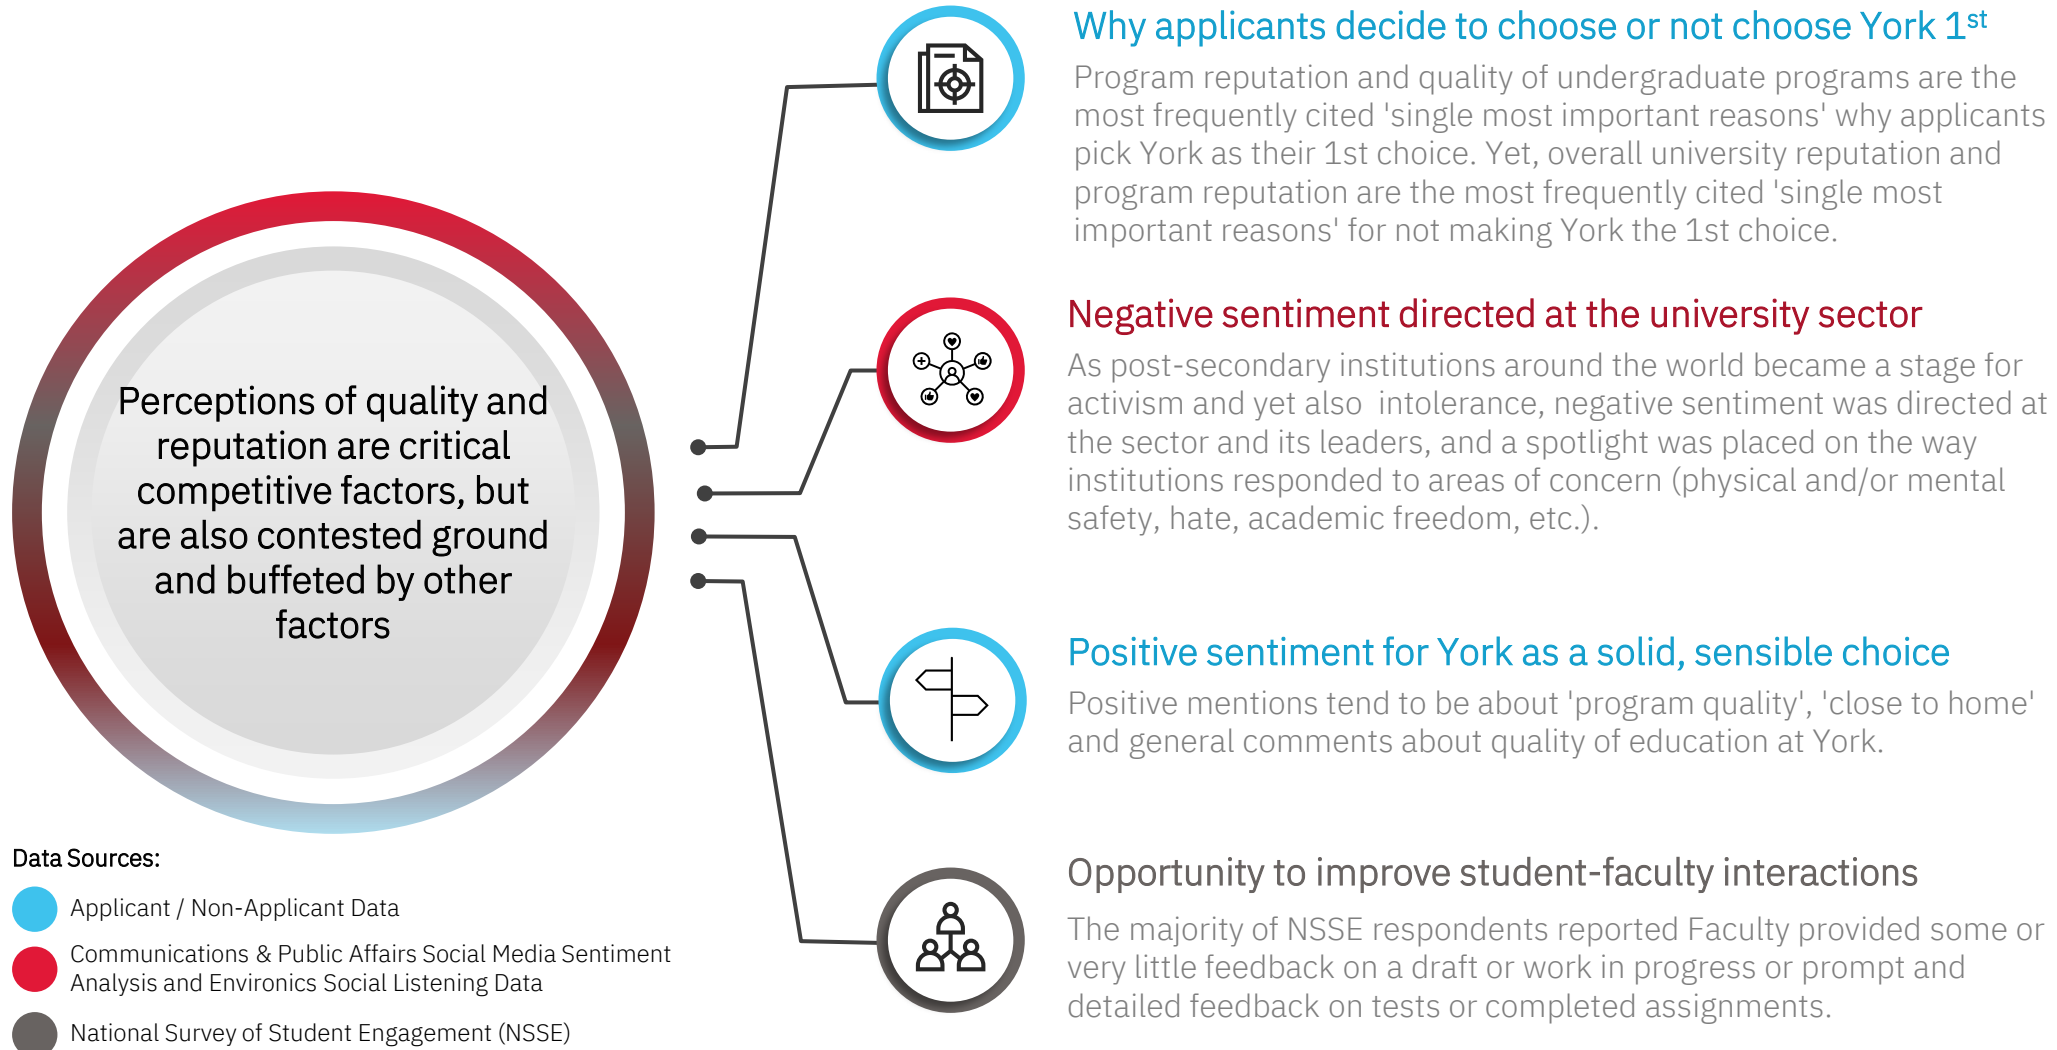 Why applicants decide to choose or not choose York 1st
Program reputation and quality of undergraduate programs are the
most frequently cited 'single most important reasons' why applicants
pick York as their 1st choice. Yet, overall university reputation and
program reputation are the most frequently cited 'single most
important reasons' for not making York the 1st choice.
Negative sentiment directed at the university sector
As post-secondary institutions around the world became a stage for
activism and yet also  intolerance, negative sentiment was directed at
the sector and its leaders, and a spotlight was placed on the way
institutions responded to areas of concern (physical and/or mental
safety, hate, academic freedom, etc.).
Perceptions of quality and
reputation are critical
competitive factors, but
are also contested ground
and buffeted by other
factors
Positive sentiment for York as a solid, sensible choice
Positive mentions tend to be about 'program quality', 'close to home'
and general comments about quality of education at York.
Opportunity to improve student-faculty interactions
The majority of NSSE respondents reported Faculty provided some or
very little feedback on a draft or work in progress or prompt and
detailed feedback on tests or completed assignments.
Data Sources:
Applicant / Non-Applicant Data
Communications & Public Affairs Social Media Sentiment
Analysis and Environics Social Listening Data
National Survey of Student Engagement (NSSE)